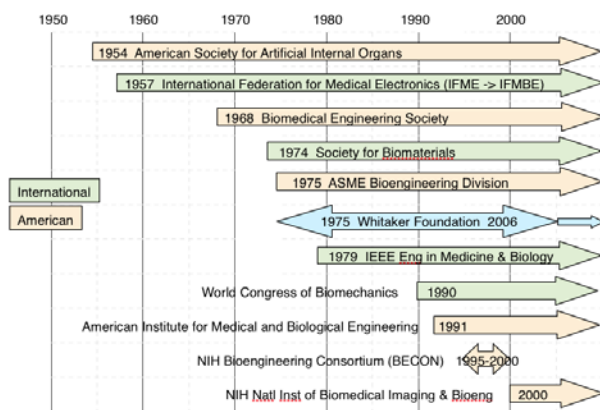 1950 1960 1970 1980 1990 2000
1954 American Society for Artificial Internal Organs
1957 International Federation for Medical Electronics (IFME -> IFMBE)
1968 Biomedical Engineering Society
1974 Society for Biomaterials
1975 ASME Bioengineering Division
International
American
1975 Whitaker Foundation 2006
1979 IEEE Eng in Medicine & Biology
World Congress of Biomechanics 1990
American Institute for Medical and Biological Engineering 1991
NIH Bioengineering Consortium (BECON) 1995-2000
NIH Natl Inst of Biomedical Imaging & Bioeng 2000